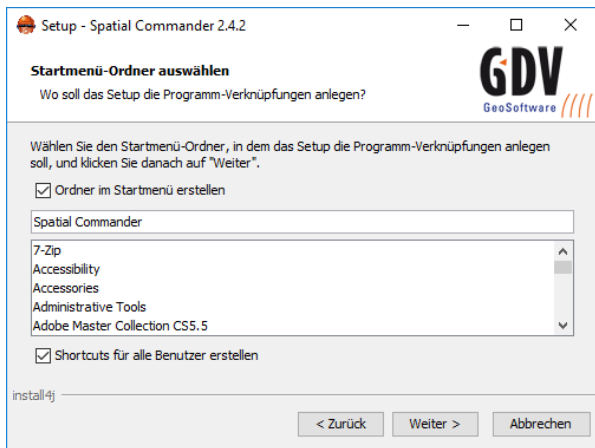 Setup - Spatial Commander 2.4.2
Startmenü-Ordner auswählen
Wo soll das Setup die Programm-Verknüpfungen anlegen?
GDV
GeoSoftware
Wählen Sie den Startmenü-Ordner, in dem das Setup die Programm-Verknüpfungen anlegen
soll, und klicken Sie danach auf "Weiter".
Ordner im Startmenü erstellen
Spatial Commander
7-Zip
Accessibility
Accessories
Administrative Tools
Adobe Master Collection CS5.5
Shortcuts für alle Benutzer erstellen
install4j
< Zurück
Weiter >
Abbrechen